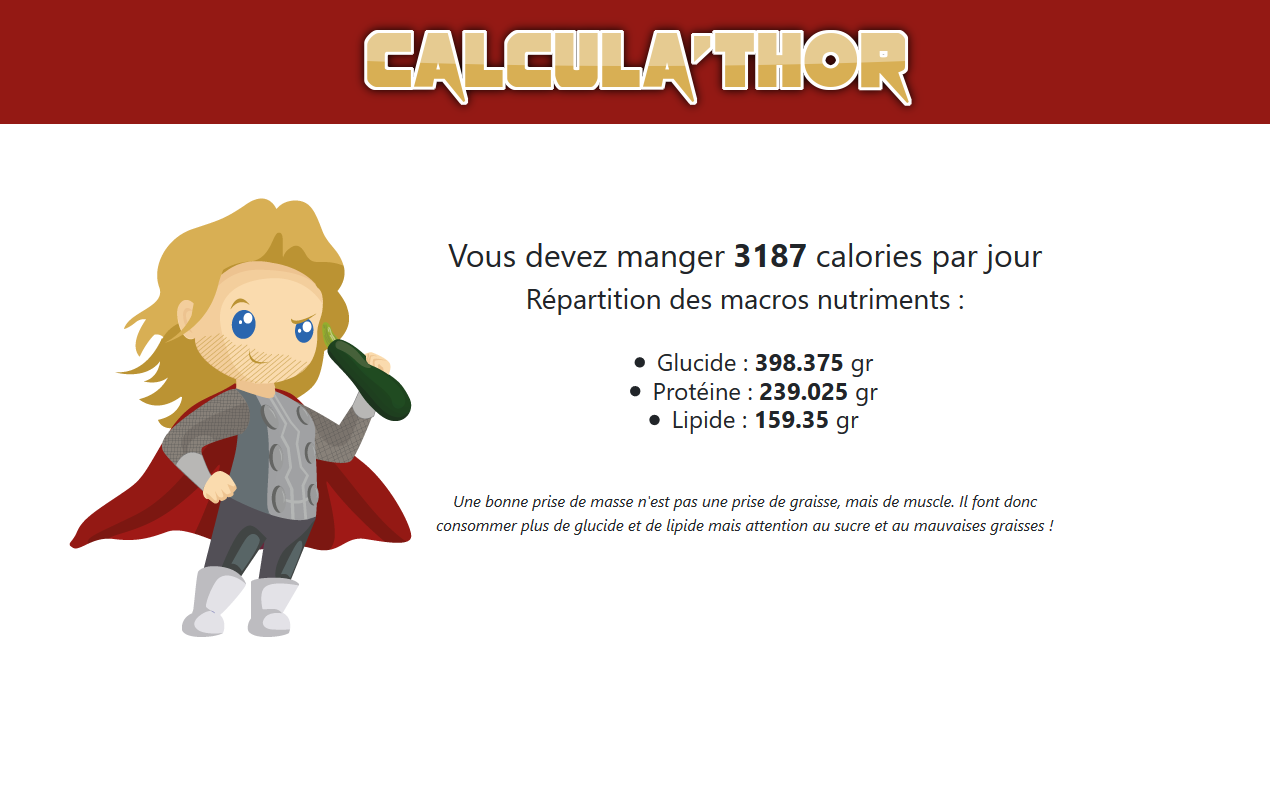 CALCULA'THOR
Vous devez manger 3187 calories par jour
Répartition des macros nutriments :
• Glucide : 398.375 gr
• Protéine : 239.025 gr
• Lipide : 159.35 gr
Une bonne prise de masse n'est pas une prise de graisse, mais de muscle. Il font donc
consommer plus de glucide et de lipide mais attention au sucre et au mauvaises graisses !